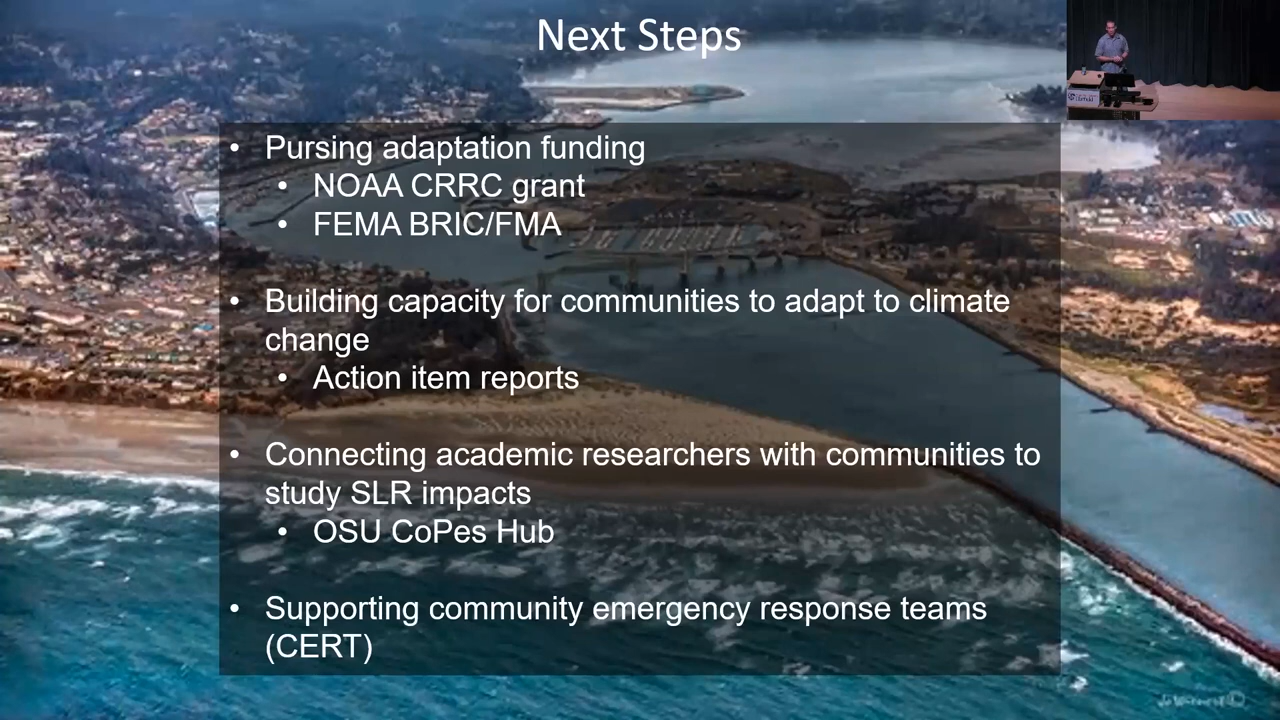 Next Steps
• Pursing adaptation funding
• NOAA CRRC grant
• FEMA BRIC/FMA
• Building capacity for communities to adapt to climate
change
• Action item reports
• Connecting academic researchers with communities to
study SLR impacts
• OSU CoPes Hub
• Supporting community emergency response teams
(CERT)